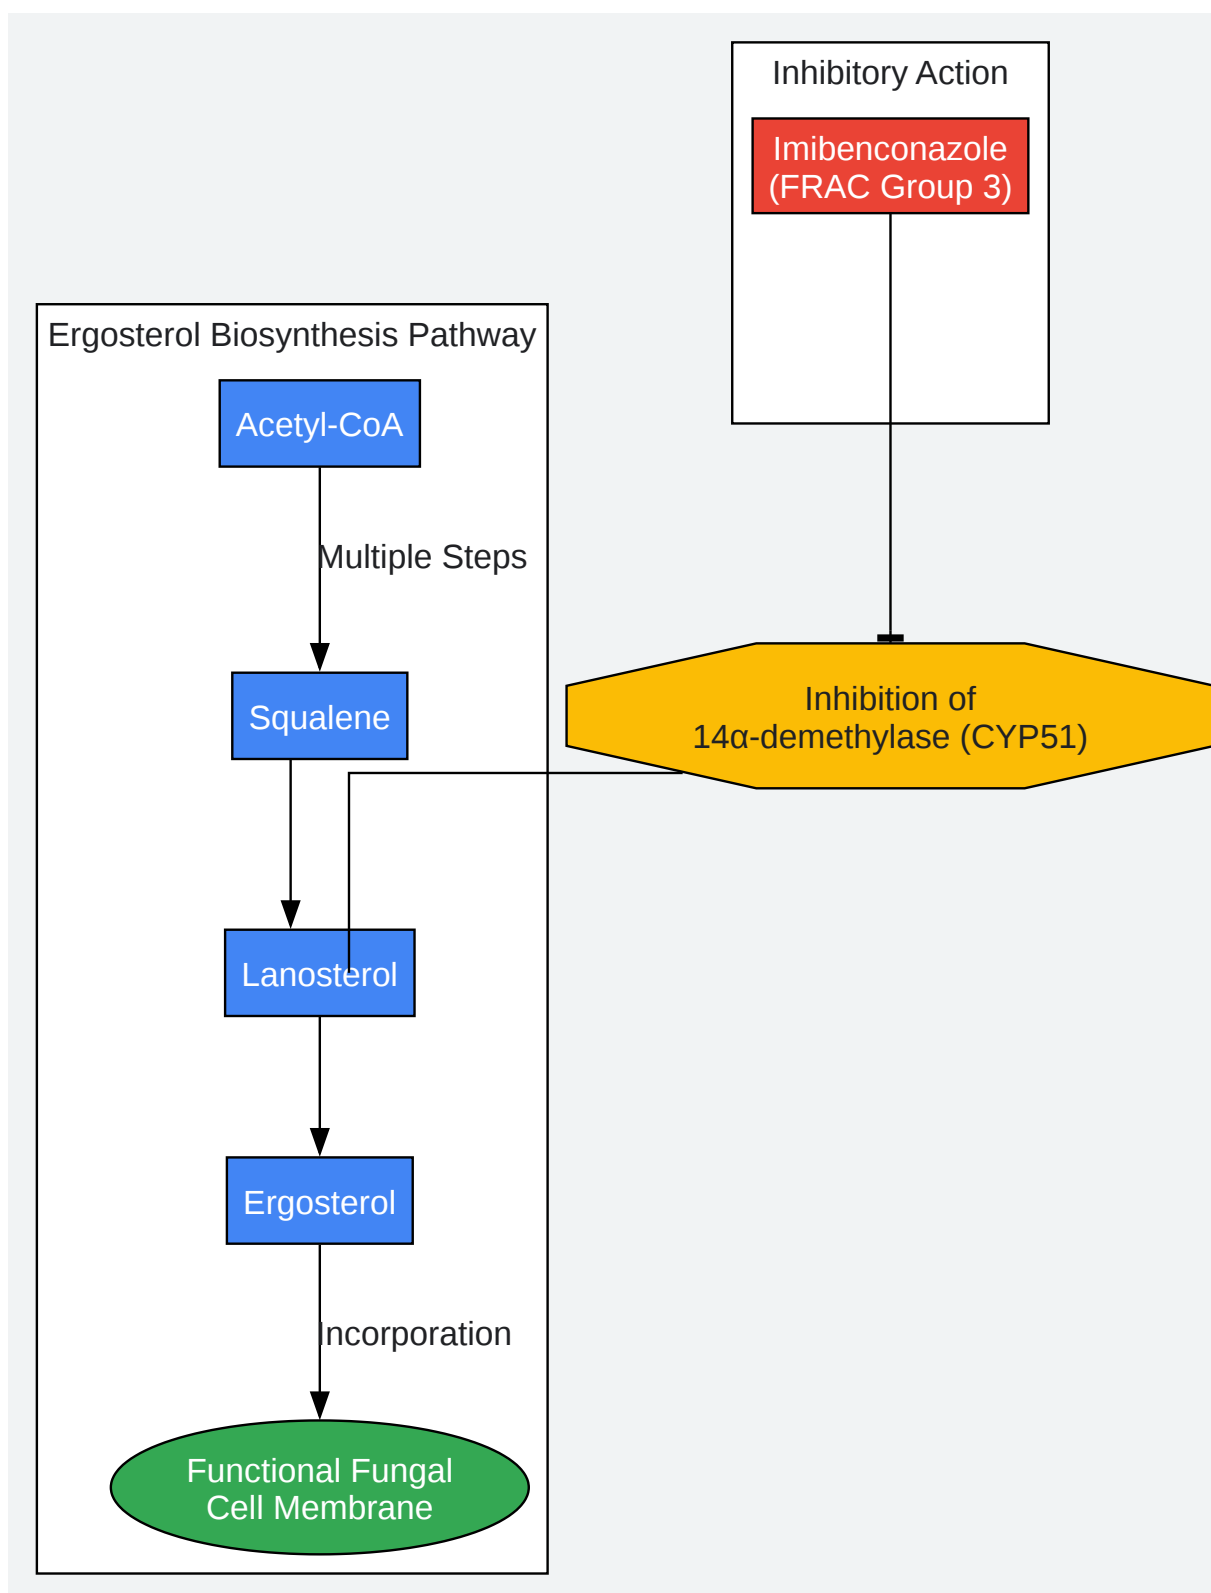 Inhibitory Action
Imibenconazole
(FRAC Group 3)
Ergosterol Biosynthesis Pathway
Acetyl-CoA
Multiple Steps
Squalene
Inhibition of
14α-demethylase (CYP51)
Lanosterol
Ergosterol
Incorporation
Functional Fungal
Cell Membrane